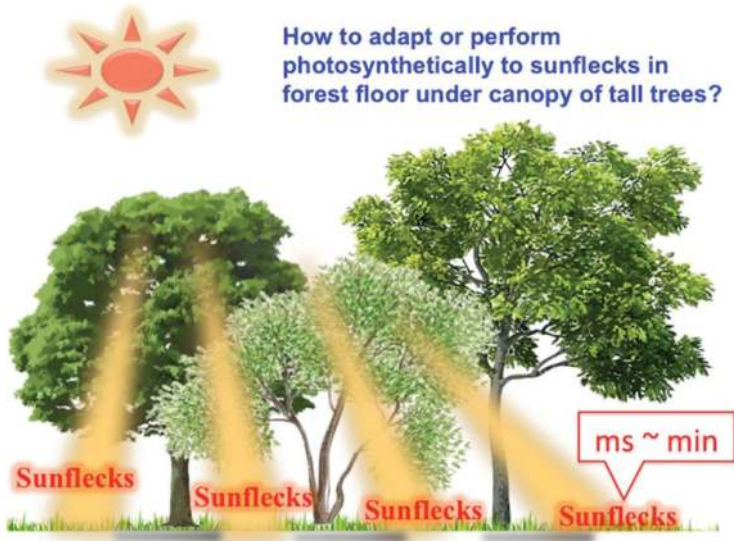 How to adapt or perform
photosynthetically to sunflecks in
forest floor under canopy of tall trees?
ms ~ min
Sunflecks
Sunflecks
Sunflecks
Sunflecks